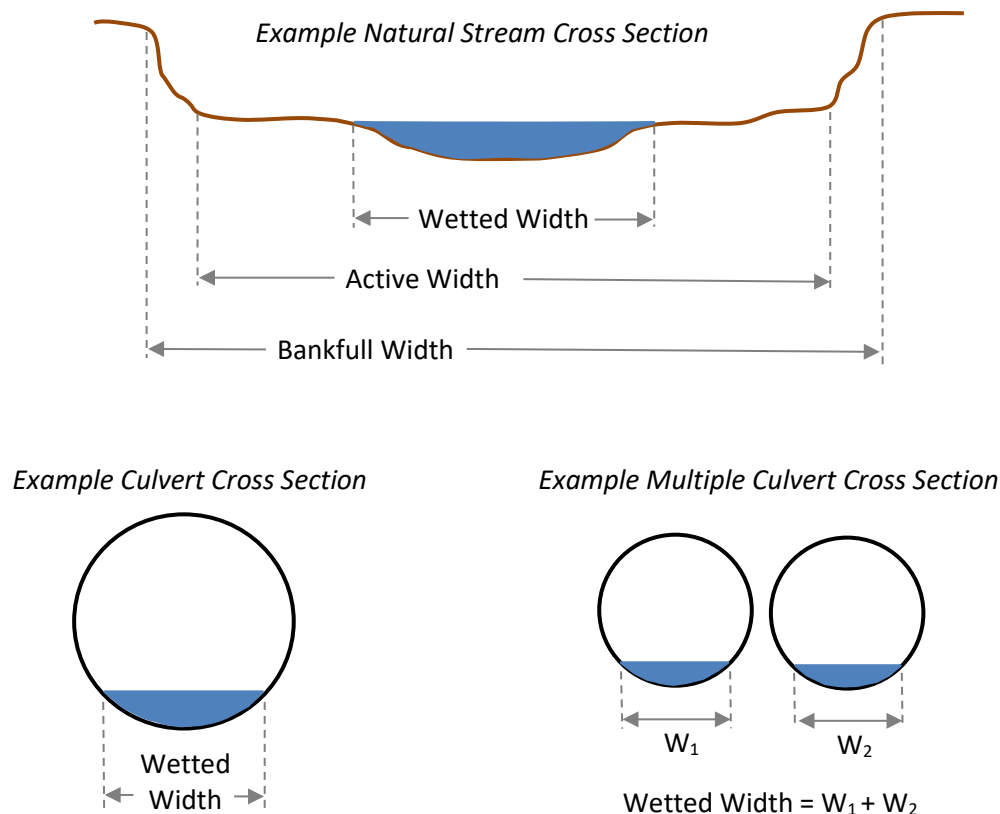 Example Natural Stream Cross Section
Wetted Width
Active Width
Bankfull Width
Example Culvert Cross Section
Wetted
Width
Example Multiple Culvert Cross Section
W₁
W₂
Wetted Width = W₁ + W₂